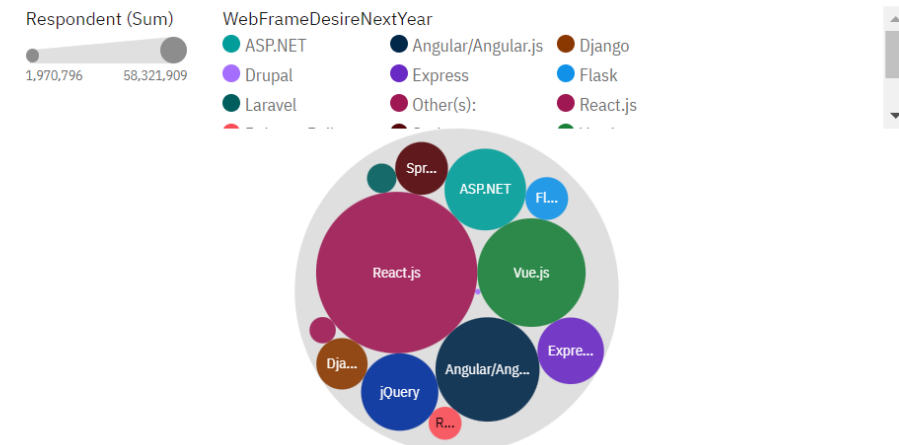 Respondent (Sum)
1,970,796 58,321,909
WebFrameDesireNextYear
ASP.NET Angular/Angular.js Django
Drupal Express Flask
Laravel Other(s): React.js
Spr...
ASP.NET
Fl...
React.js
Vue.js
Dja...
jQuery
Angular/Ang...
Expre...
R...